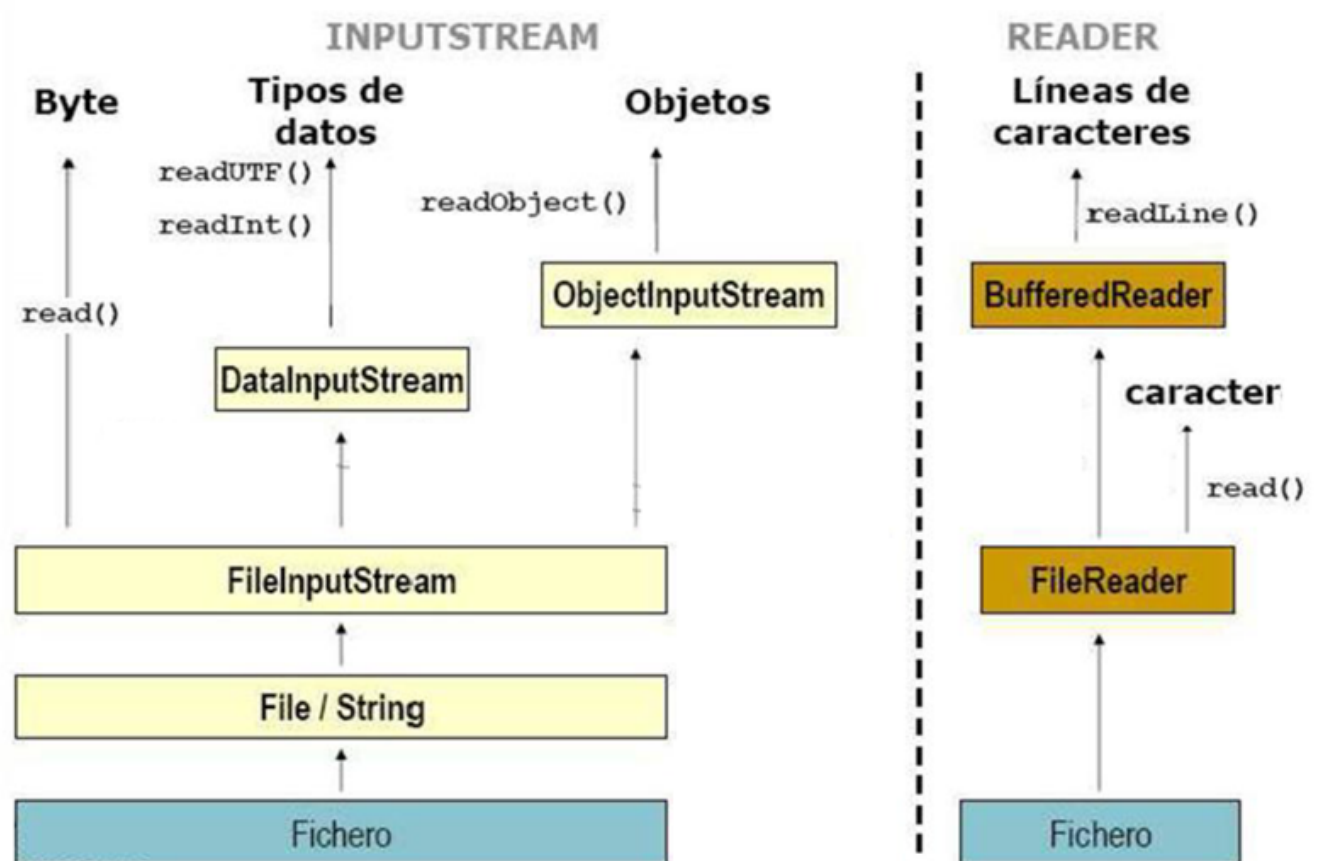 INPUTSTREAM
READER
Byte
Tipos de
datos
Objetos
Líneas de
caracteres
readUTF()
readInt()
readObject()
readLine()
read()
ObjectInputStream
BufferedReader
DataInputStream
caracter
read()
FileInputStream
FileReader
File / String
Fichero
Fichero